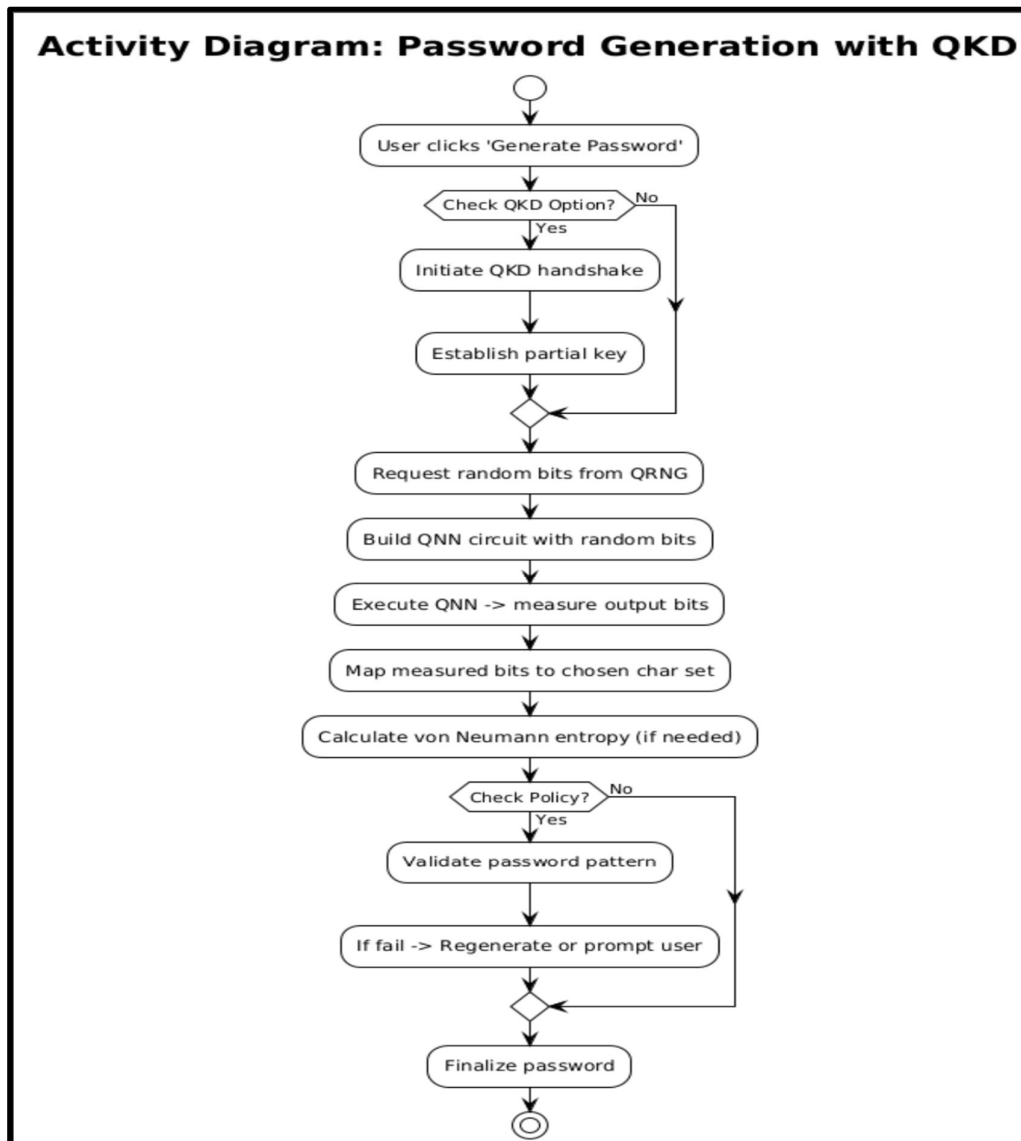 Activity Diagram: Password Generation with QKD
User clicks 'Generate Password'
Check QKD Option?
No
Yes
Initiate QKD handshake
Establish partial key
Request random bits from QRNG
Build QNN circuit with random bits
Execute QNN -> measure output bits
Map measured bits to chosen char set
Calculate von Neumann entropy (if needed)
Check Policy?
No
Yes
Validate password pattern
If fail -> Regenerate or prompt user
Finalize password